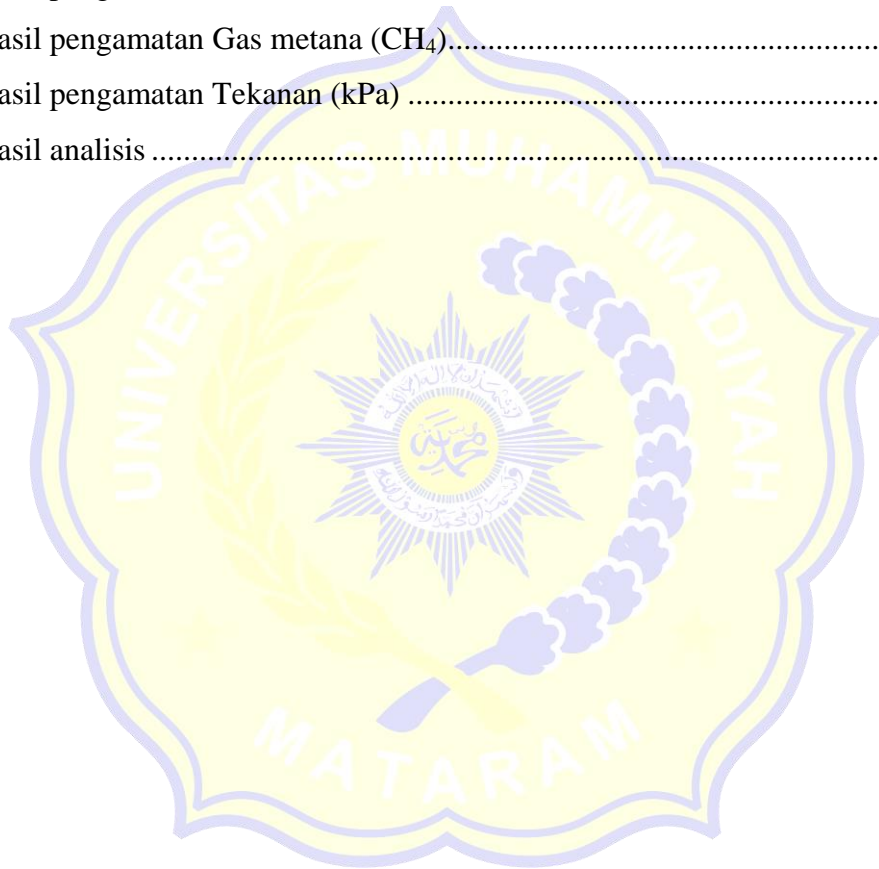 asil pengamatan Gas metana (CH₄)......................................................
asil pengamatan Tekanan (kPa) ...........................................................
asil analisis ...........................................................................................
UNIVERSITAS MUHAMMADIYAH
MATARAM